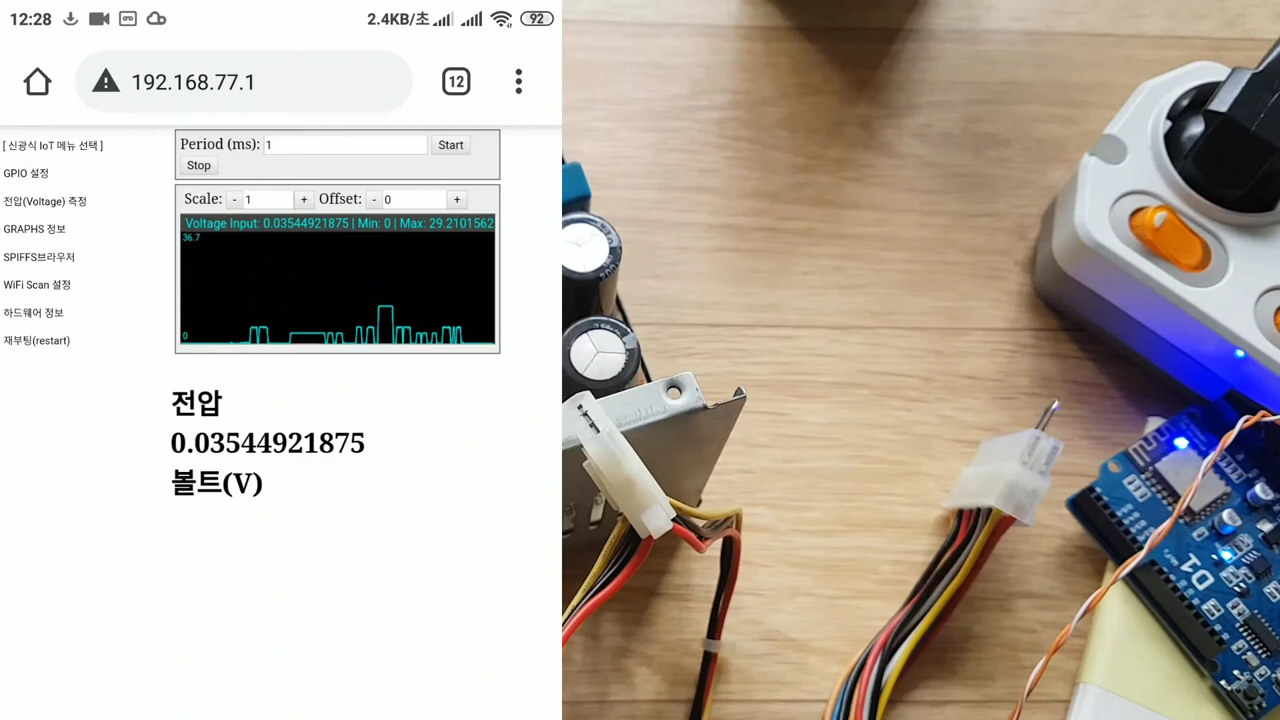 12:28
2.4KB/초
92
192.168.77.1
12
[ 신광식 IoT 메뉴 선택 ]
GPIO 설정
전압(Voltage) 측정
GRAPHS 정보
SPIFFS브라우저
WiFi Scan 설정
하드웨어 정보
재부팅(restart)
Period (ms): 1 Start
Stop
Scale: - 1 + Offset: - 0 +
Voltage Input: 0.03544921875 | Min: 0 | Max: 29.2101562
36.7
0
전압
0.03544921875
볼트(V)
D1